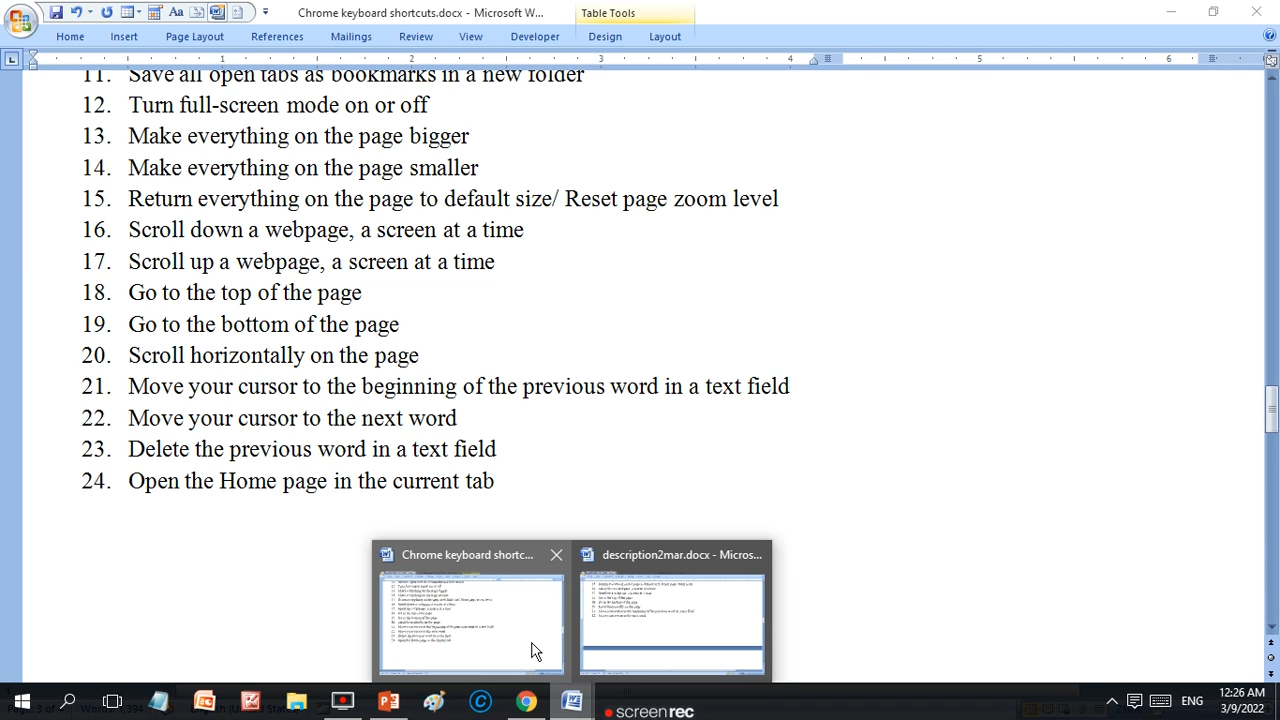 Chrome keyboard shortcuts.docx - Microsoft W...
Table Tools
Home Insert Page Layout References Mailings Review View Developer Design Layout
1 2 3 4 5 6
11. Save all open tabs as bookmarks in a new folder
12. Turn full-screen mode on or off
13. Make everything on the page bigger
14. Make everything on the page smaller
15. Return everything on the page to default size/ Reset page zoom level
16. Scroll down a webpage, a screen at a time
17. Scroll up a webpage, a screen at a time
18. Go to the top of the page
19. Go to the bottom of the page
20. Scroll horizontally on the page
21. Move your cursor to the beginning of the previous word in a text field
22. Move your cursor to the next word
23. Delete the previous word in a text field
24. Open the Home page in the current tab
Chrome keyboard shortc...
description2mar.docx - Micros...
ENG
12:26 AM
3/9/2022
screenrec